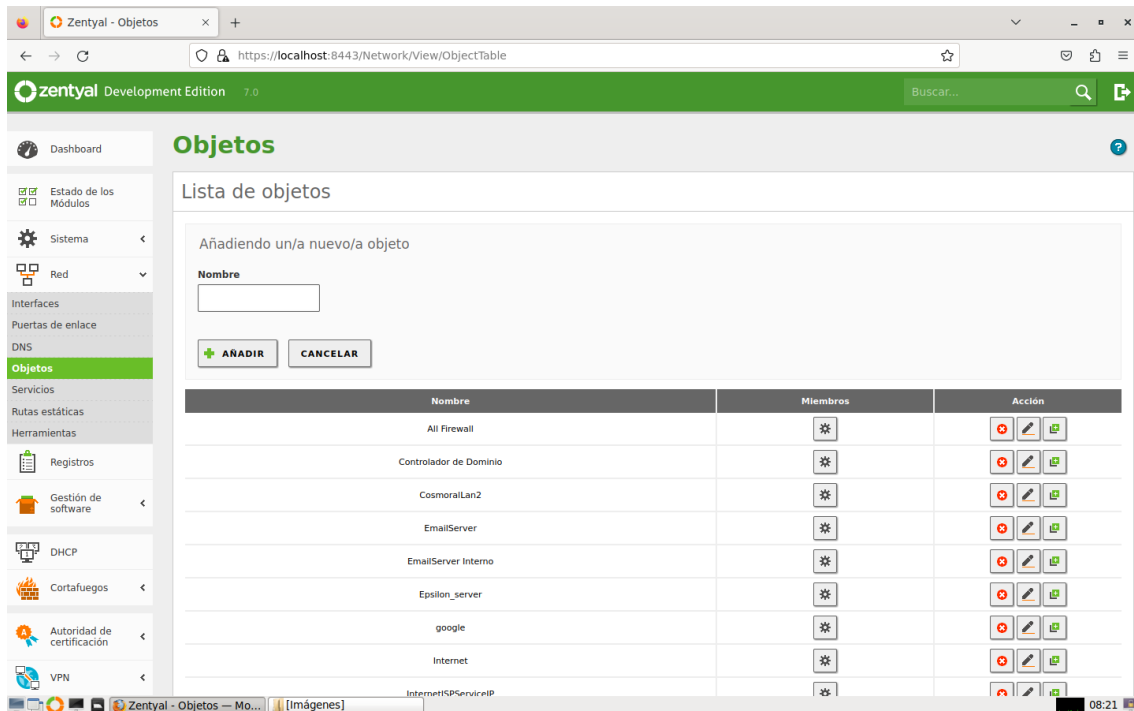 Zentyal - Objetos
https://localhost:8443/Network/View/ObjectTable
zentyal Development Edition 7.0
Buscar...
Dashboard
Estado de los Módulos
Sistema
Red
Interfaces
Puertas de enlace
DNS
Objetos
Servicios
Rutas estáticas
Herramientas
Registros
Gestión de software
DHCP
Cortafuegos
Autoridad de certificación
VPN
Objetos
Lista de objetos
Añadiendo un/a nuevo/a objeto
Nombre
AÑADIR
CANCELAR
Nombre Miembros Acción
All Firewall
Controlador de Dominio
CosmoralLan2
EmailServer
EmailServer Interno
Epsilon_server
google
Internet
InternetISPServiceIP
Zentyal - Objetos — Mo...
[Imágenes]
08:21